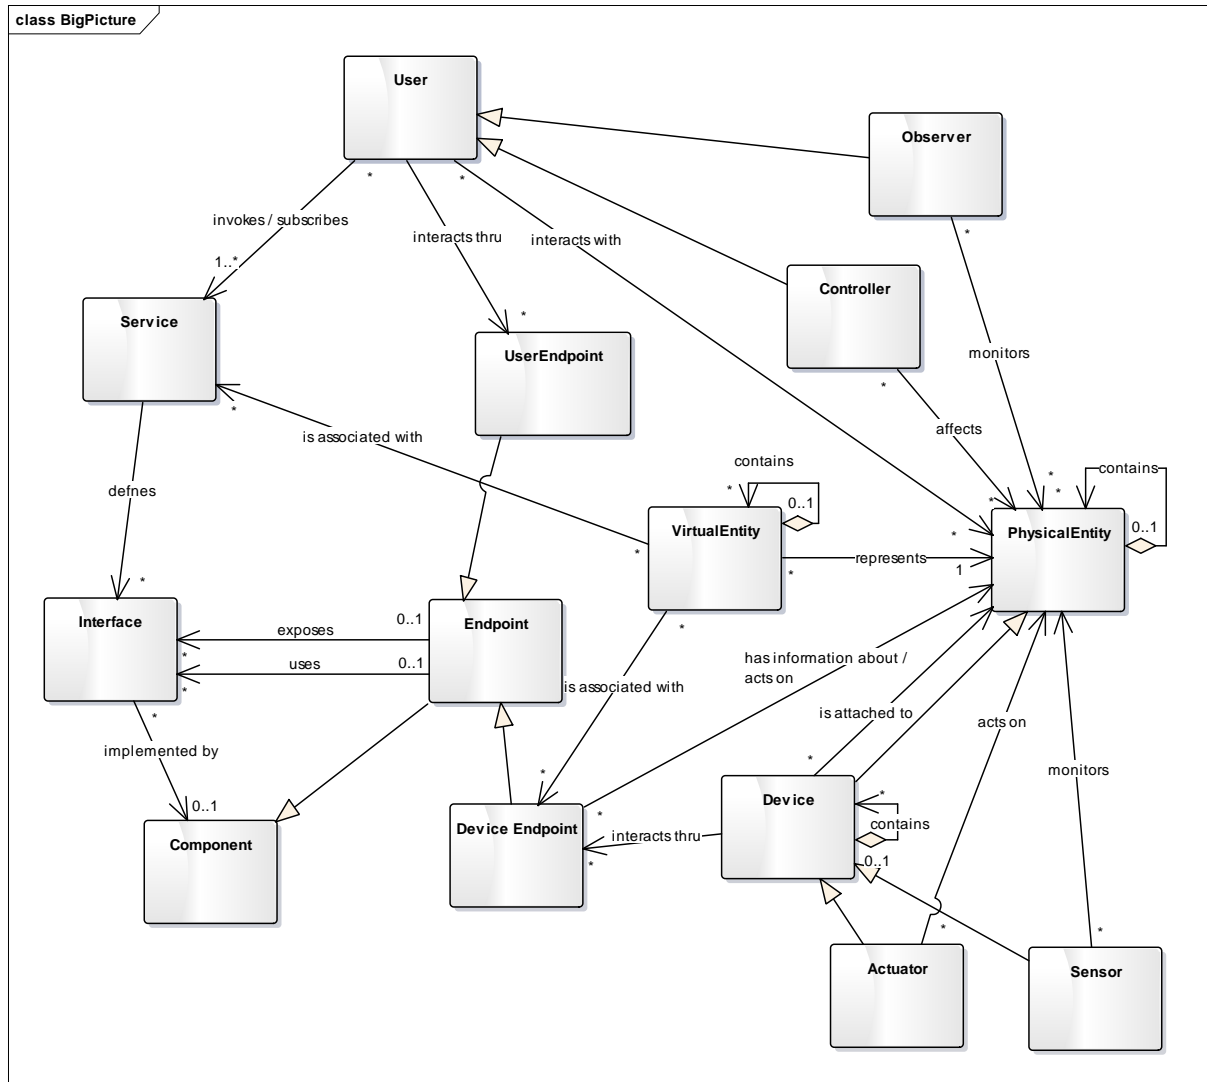 class BigPicture
User
Observer
*
*
invokes / subscribes
interacts thru
interacts with
*
Controller
1..*
Service
*
UserEndpoint
monitors
*
*
affects
is associated with
contains
contains
*
*
*
*
0..1
0..1
defnes
VirtualEntity
PhysicalEntity
*
*
represents
1
*
*
Interface
0..1
Endpoint
exposes
*
*
uses
0..1
*
has information about /
acts on
is associated with
is attached to
*
acts on
implemented by
*
*
monitors
0..1
Device
*
Component
Device Endpoint
*
interacts thru
contains
*
0..1
*
*
Actuator
Sensor